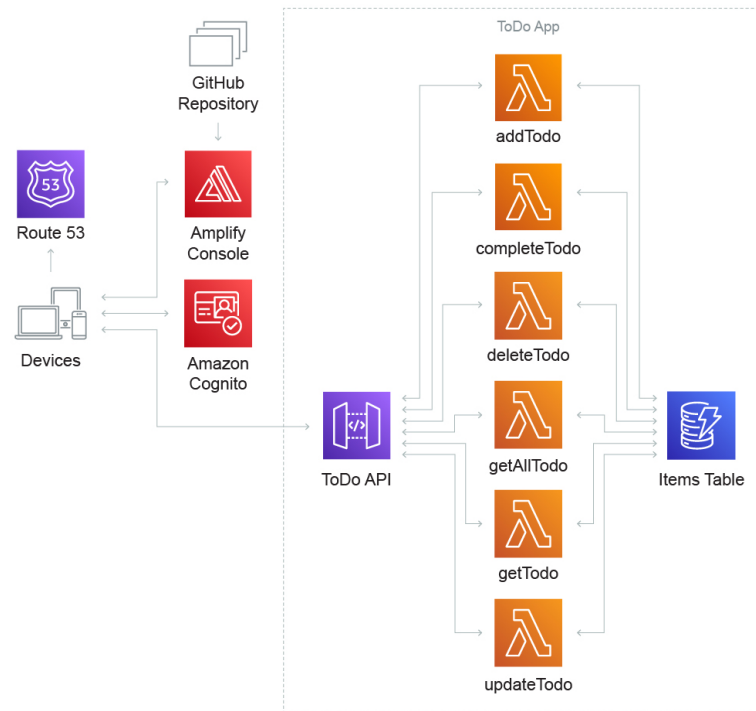 ToDo App
GitHub
Repository
addTodo
53
Route 53
Amplify
Console
completeTodo
Devices
Amazon
Cognito
deleteTodo
</>
ToDo API
getAllTodo
Items Table
getTodo
updateTodo